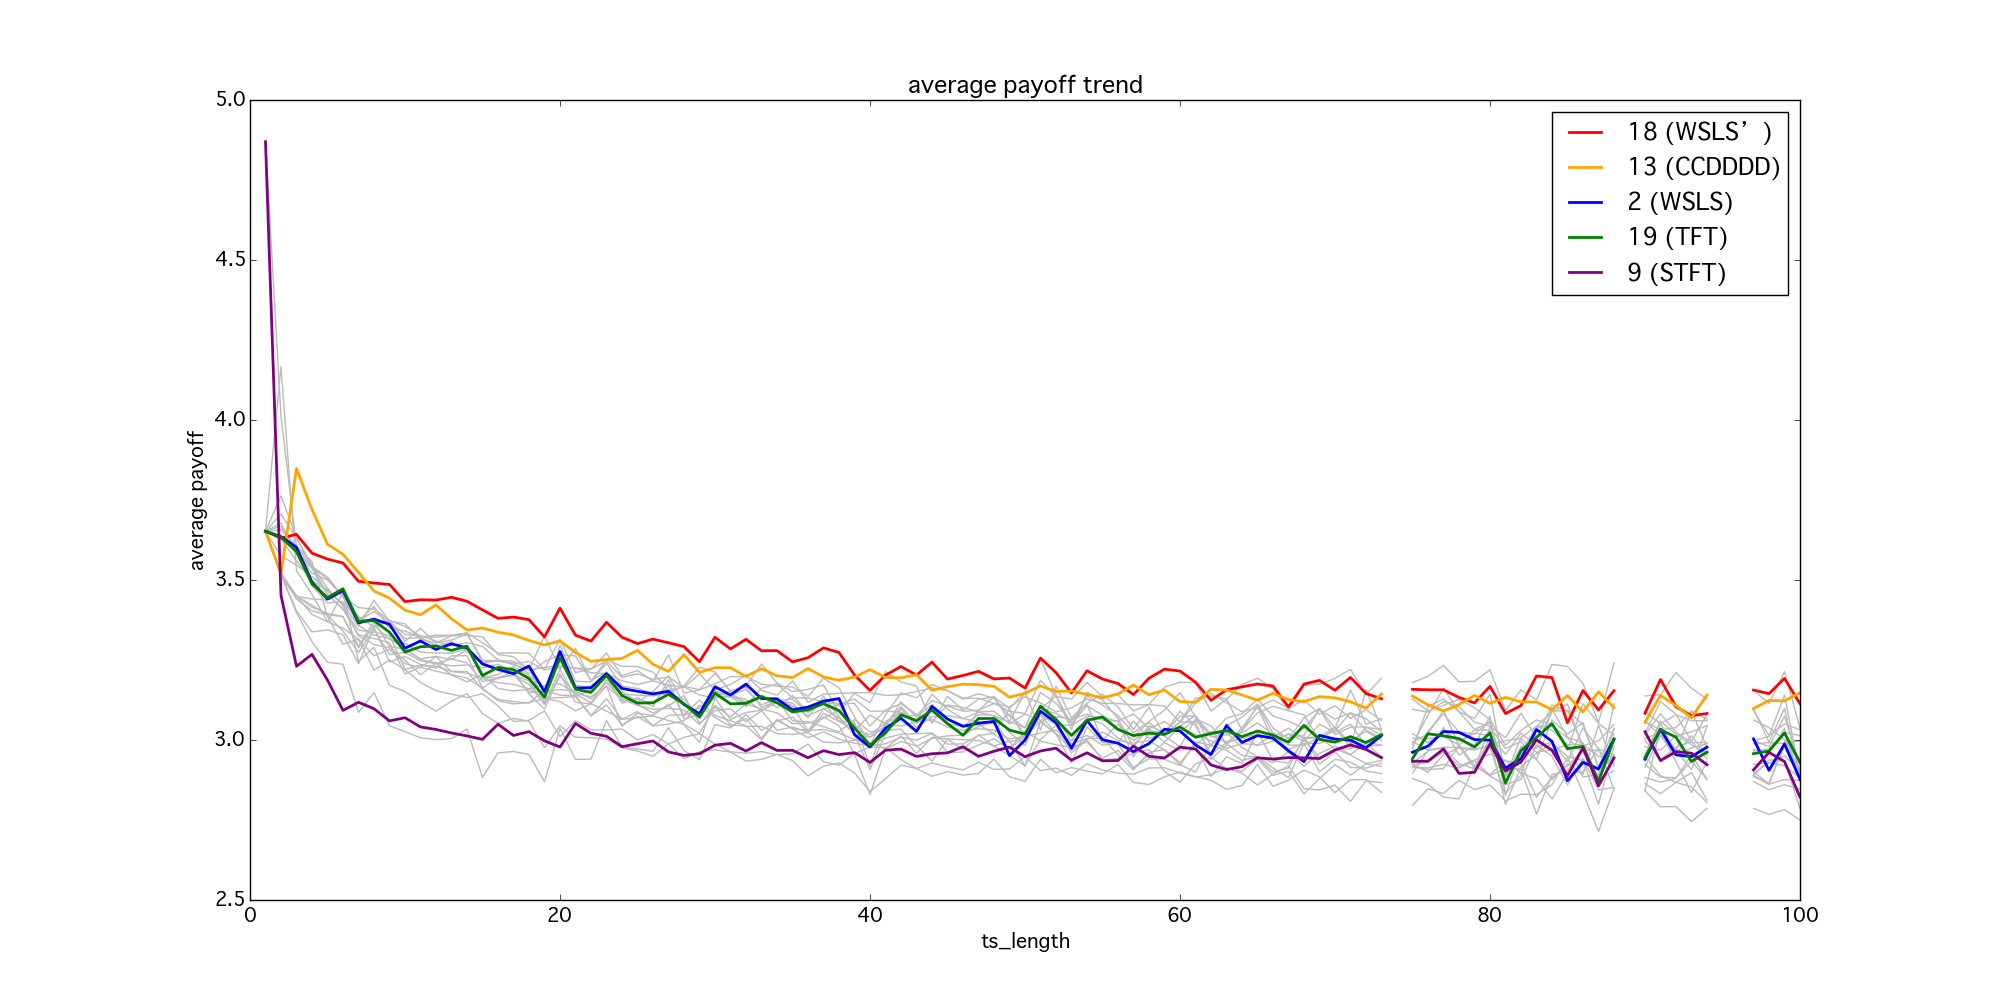 average payoff trend
5.0
4.5
4.0
3.5
3.0
2.5
average payoff
18 (WSLS’)
13 (CCDDDD)
2 (WSLS)
19 (TFT)
9 (STFT)
0 20 40 60 80 100
ts_length